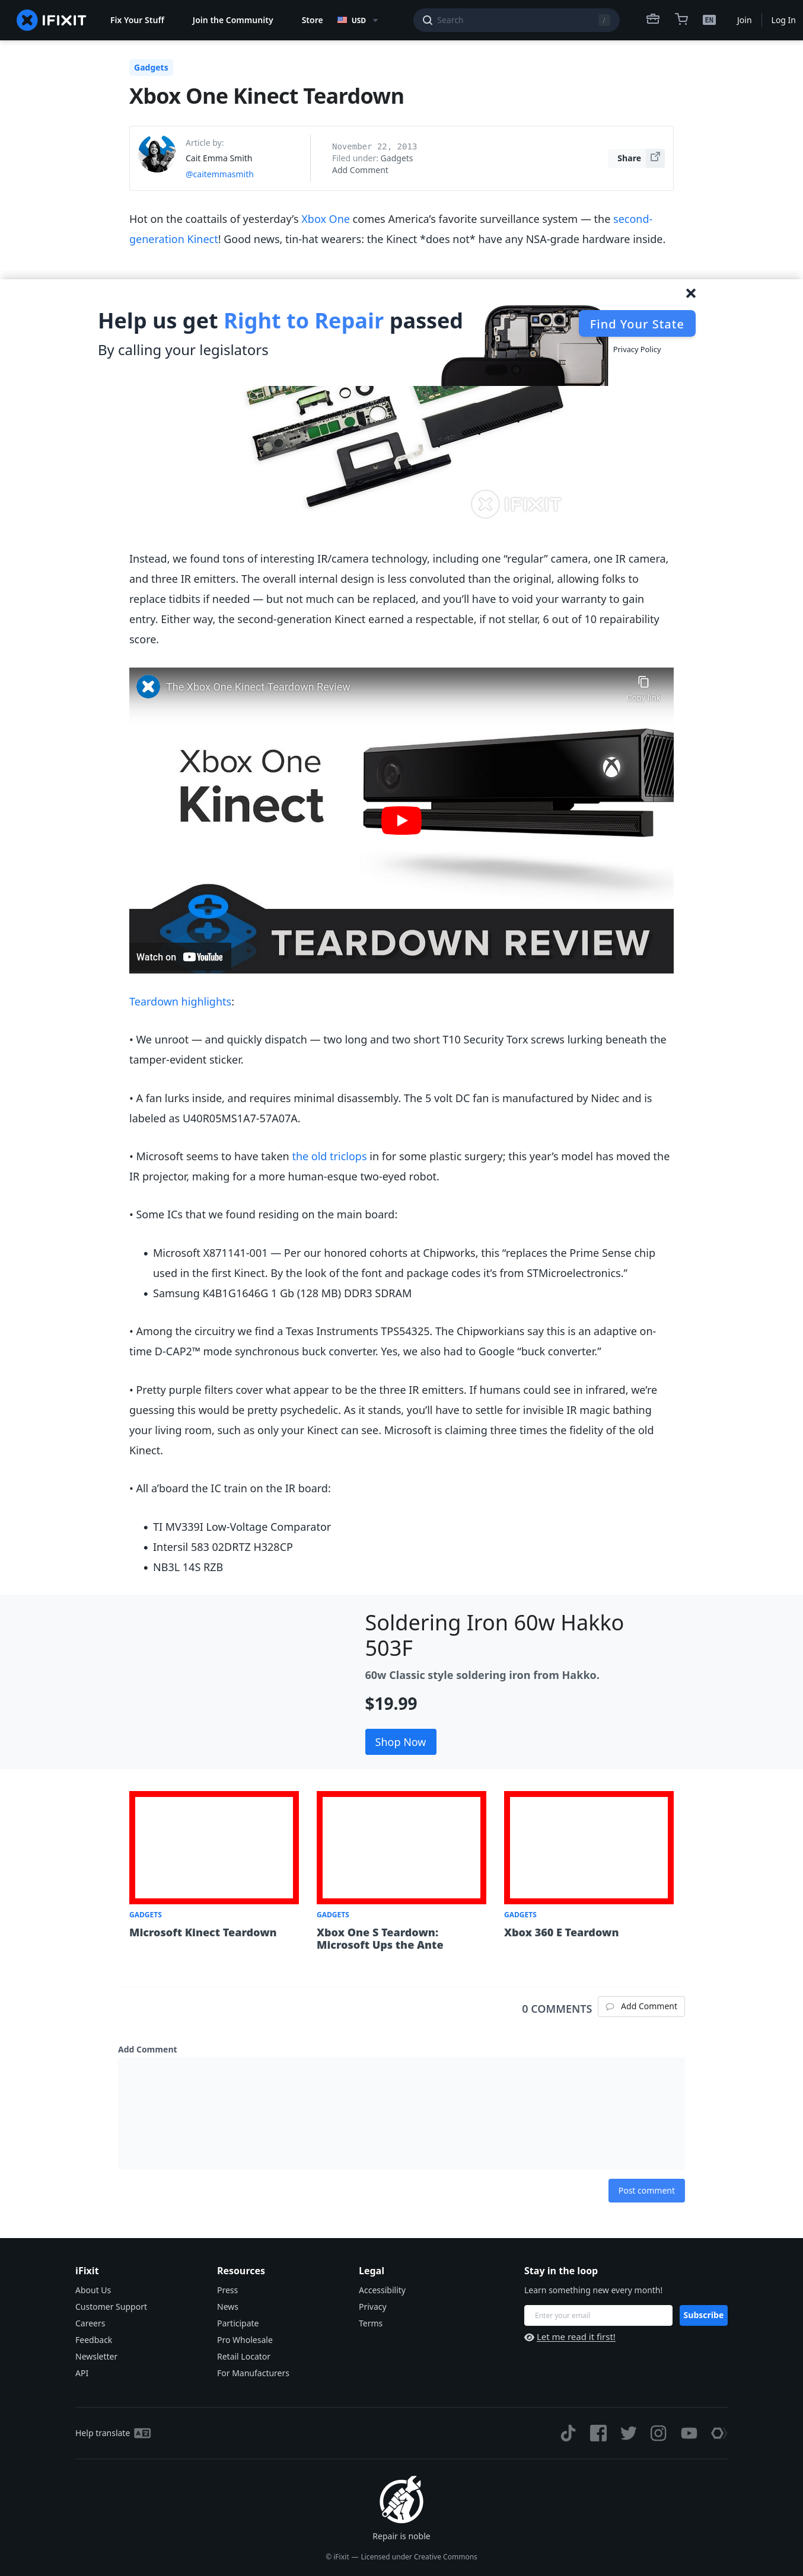 IFIXIT Fix Your Stuff Join the Community Store USD Search / EN Join Log In
Gadgets
Xbox One Kinect Teardown
Article by:
Cait Emma Smith
@caitemmasmith
November 22, 2013
Filed under: Gadgets
Add Comment
Share
Hot on the coattails of yesterday’s Xbox One comes America’s favorite surveillance system — the second-
generation Kinect! Good news, tin-hat wearers: the Kinect *does not* have any NSA-grade hardware inside.
Help us get Right to Repair passed
By calling your legislators
Find Your State
Privacy Policy
IFIXIT
Instead, we found tons of interesting IR/camera technology, including one “regular” camera, one IR camera,
and three IR emitters. The overall internal design is less convoluted than the original, allowing folks to
replace tidbits if needed — but not much can be replaced, and you’ll have to void your warranty to gain
entry. Either way, the second-generation Kinect earned a respectable, if not stellar, 6 out of 10 repairability
score.
The Xbox One Kinect Teardown Review
Copy link
Xbox One
Kinect
TEARDOWN REVIEW
Watch on YouTube
Teardown highlights:
• We unroot — and quickly dispatch — two long and two short T10 Security Torx screws lurking beneath the
tamper-evident sticker.
• A fan lurks inside, and requires minimal disassembly. The 5 volt DC fan is manufactured by Nidec and is
labeled as U40R05MS1A7-57A07A.
• Microsoft seems to have taken the old triclops in for some plastic surgery; this year’s model has moved the
IR projector, making for a more human-esque two-eyed robot.
• Some ICs that we found residing on the main board:
• Microsoft X871141-001 — Per our honored cohorts at Chipworks, this “replaces the Prime Sense chip
used in the first Kinect. By the look of the font and package codes it’s from STMicroelectronics.”
• Samsung K4B1G1646G 1 Gb (128 MB) DDR3 SDRAM
• Among the circuitry we find a Texas Instruments TPS54325. The Chipworkians say this is an adaptive on-
time D-CAP2™ mode synchronous buck converter. Yes, we also had to Google “buck converter.”
• Pretty purple filters cover what appear to be the three IR emitters. If humans could see in infrared, we’re
guessing this would be pretty psychedelic. As it stands, you’ll have to settle for invisible IR magic bathing
your living room, such as only your Kinect can see. Microsoft is claiming three times the fidelity of the old
Kinect.
• All a’board the IC train on the IR board:
• TI MV339I Low-Voltage Comparator
• Intersil 583 02DRTZ H328CP
• NB3L 14S RZB
Soldering Iron 60w Hakko
503F
60w Classic style soldering iron from Hakko.
$19.99
Shop Now
GADGETS
Microsoft Kinect Teardown
GADGETS
Xbox One S Teardown:
Microsoft Ups the Ante
GADGETS
Xbox 360 E Teardown
0 COMMENTS Add Comment
Add Comment
Post comment
iFixit
About Us
Customer Support
Careers
Feedback
Newsletter
API
Resources
Press
News
Participate
Pro Wholesale
Retail Locator
For Manufacturers
Legal
Accessibility
Privacy
Terms
Stay in the loop
Learn something new every month!
Enter your email Subscribe
Let me read it first!
Help translate
Repair is noble
© iFixit — Licensed under Creative Commons